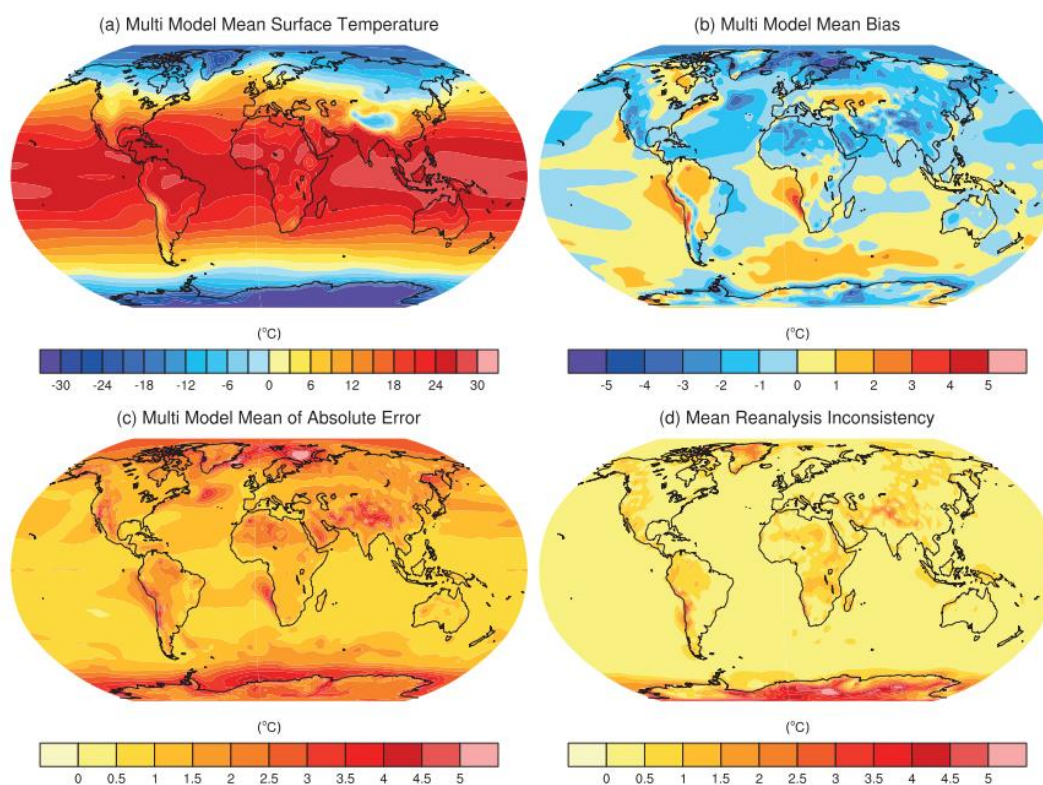 (a) Multi Model Mean Surface Temperature
(b) Multi Model Mean Bias
(°C)
-30 -24 -18 -12 -6 0 6 12 18 24 30
(°C)
-5 -4 -3 -2 -1 0 1 2 3 4 5
(c) Multi Model Mean of Absolute Error
(d) Mean Reanalysis Inconsistency
(°C)
0 0.5 1 1.5 2 2.5 3 3.5 4 4.5 5
(°C)
0 0.5 1 1.5 2 2.5 3 3.5 4 4.5 5